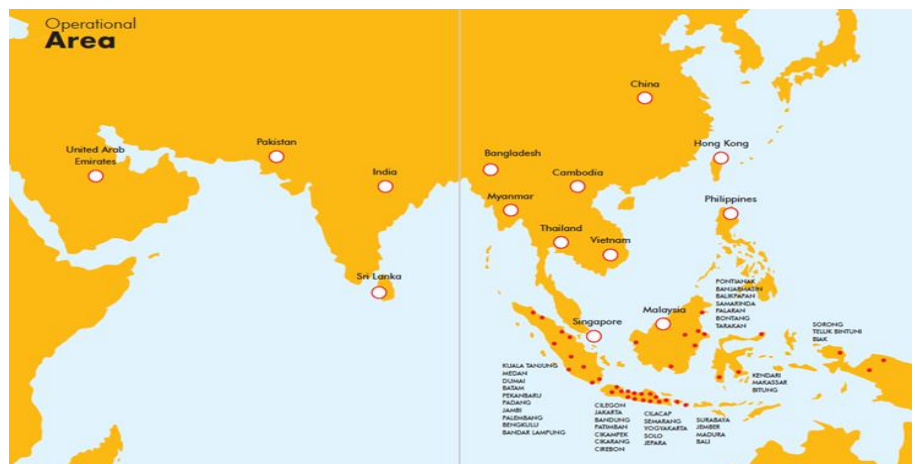 Operational
Area
China
Hong Kong
Pakistan
United Arab
Emirates
India
Bangladesh
Cambodia
Myanmar
Philippines
Thailand
Vietnam
Sri Lanka
Malaysia
Singapore
PONTIANAK
BANJARMASIN
BALIKPAPAN
SAMARINDA
PALARAN
BONTANG
TARAKAN
SORONG
TELUK BINTUNI
BIAK
KUALA TANJUNG
MEDAN
DUMAI
BATAM
PEKANBARU
PADANG
JAMBI
PALEMBANG
BENGKULU
BANDAR LAMPUNG
KENDARI
MAKASSAR
BITUNG
CILEGON
JAKARTA
BANDUNG
PATIMBAN
CIKAMPEK
CIKARANG
CIREBON
CILACAP
SEMARANG
YOGYAKARTA
SOLO
JEPARA
SURABAYA
JEMBER
MADURA
BALI